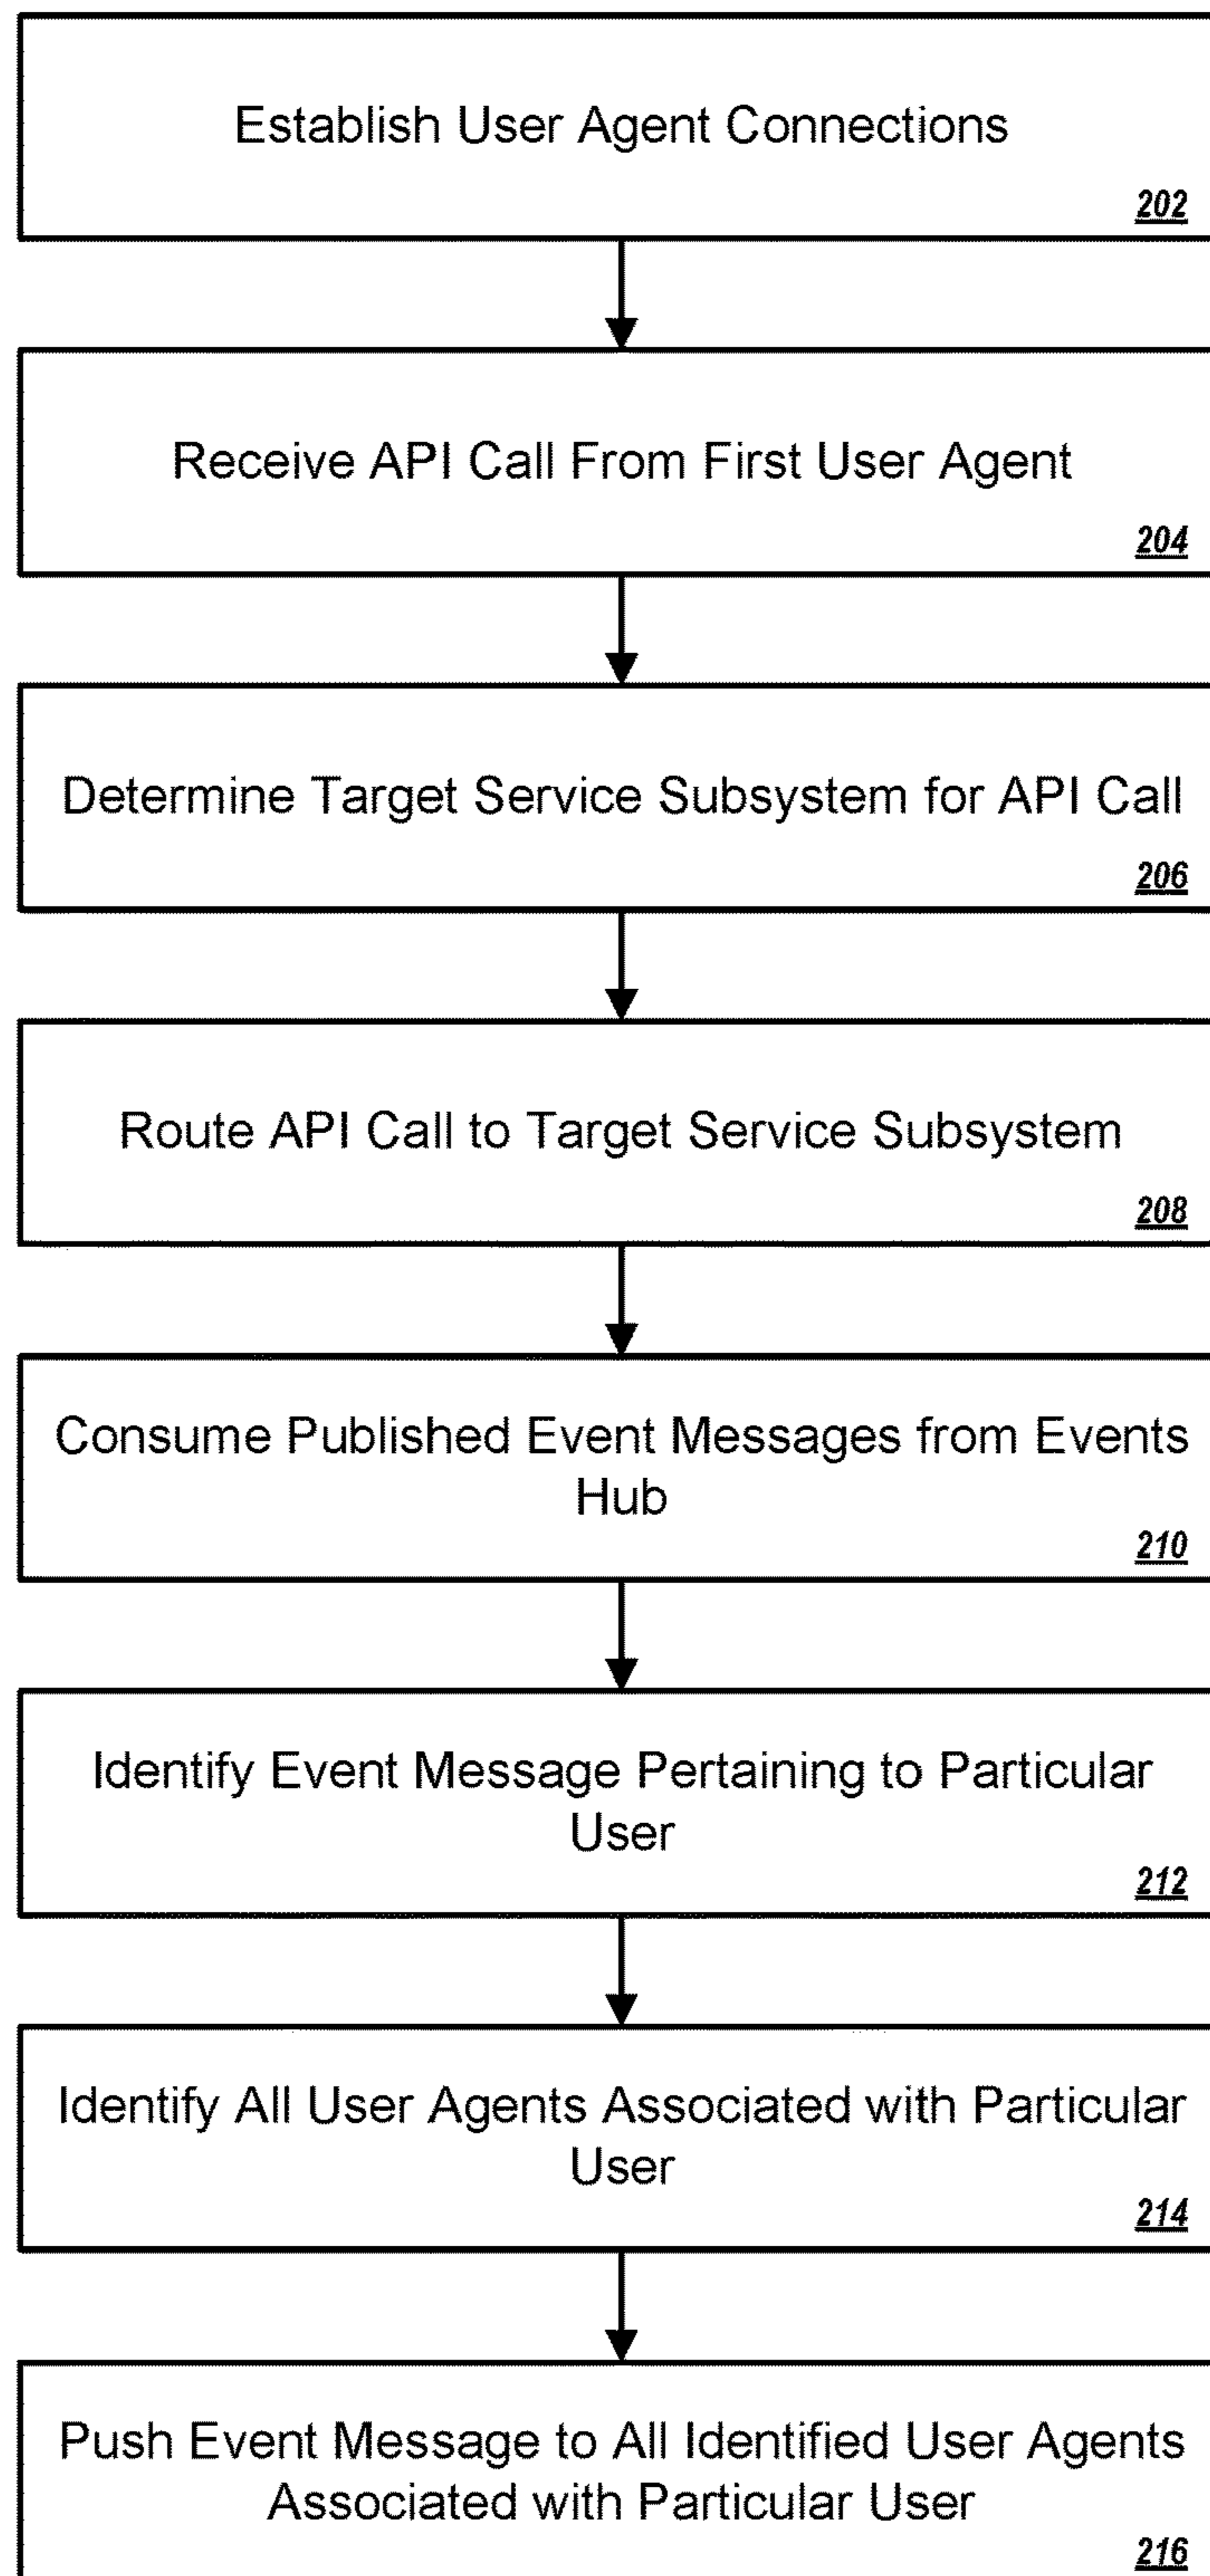 Establish User Agent Connections
202
Receive API Call From First User Agent
204
Determine Target Service Subsystem for API Call
206
Route API Call to Target Service Subsystem
208
Consume Published Event Messages from Events
Hub
210
Identify Event Message Pertaining to Particular
User
212
Identify All User Agents Associated with Particular
User
214
Push Event Message to All Identified User Agents
Associated with Particular User
216